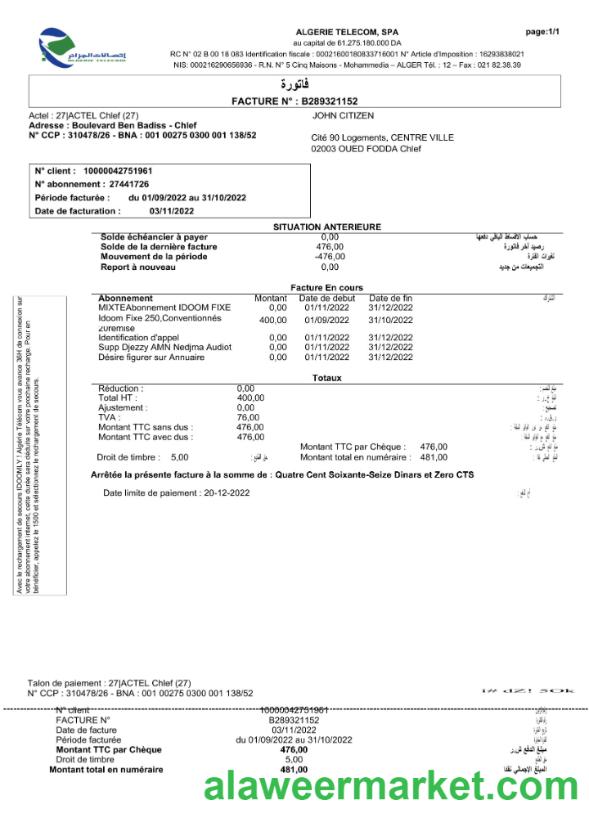 ALGERIE TELECOM, SPA
page:1/1
au capital de 61.275.180.000 DA
RC N° 02 B 00 18 083 Identification fiscale : 00021600180833716001 N° Article d'Imposition : 16293838021
NIS: 000216290656936 - R.N. N° 5 Cinq Maisons - Mohammedia – ALGER Tél. : 12 – Fax : 021 82.38.39
اتصالات الجزائر
ALGERIE TELECOM
فاتورة
FACTURE N° : B289321152
Actel : 27|ACTEL Chlef (27)
Adresse : Boulevard Ben Badiss - Chlef
N° CCP : 310478/26 - BNA : 001 00275 0300 001 138/52
JOHN CITIZEN
Cité 90 Logements, CENTRE VILLE
02003 OUED FODDA Chlef
N° client : 10000042751961
N° abonnement : 27441726
Période facturée : du 01/09/2022 au 31/10/2022
Date de facturation : 03/11/2022
SITUATION ANTERIEURE
Solde échéancier à payer 0,00 حساب الأقساط الباقي دفعها
Solde de la dernière facture 476,00 رصيد آخر فاتورة
Mouvement de la période -476,00 تغيرات الفترة
Report à nouveau 0,00 التجميعات من جديد
Facture En cours
Abonnement Montant Date de debut Date de fin
MIXTEAbonnement IDOOM FIXE 0,00 01/11/2022 31/12/2022
Idoom Fixe 250,Conventionnés 400,00 01/09/2022 31/10/2022
zuremise
Identification d'appel 0,00 01/11/2022 31/12/2022
Supp Djezzy AMN Nedjma Audiot 0,00 01/11/2022 31/12/2022
Désire figurer sur Annuaire 0,00 01/11/2022 31/12/2022
Totaux
Réduction : 0,00
Total HT : 400,00
Ajustement : 0,00
TVA : 76,00
Montant TTC sans dus : 476,00
Montant TTC avec dus : 476,00
Montant TTC par Chèque : 476,00
Droit de timbre : 5,00 Montant total en numéraire : 481,00
Arrêtée la présente facture à la somme de : Quatre Cent Soixante-Seize Dinars et Zero CTS
Date limite de paiement : 20-12-2022
Avec le rechargement de secours IDOOMLY ! Algérie Télécom vous avance 36H de connexion sur
votre abonnement internet, cette durée sera déduite sur votre prochaine recharge. Pour en
bénéficier, appelez le 1500 et sélectionnez le rechargement de secours.
Talon de paiement : 27|ACTEL Chlef (27)
N° CCP : 310478/26 - BNA : 001 00275 0300 001 138/52
N° client 10000042751961
FACTURE N° B289321152
Date de facture 03/11/2022
Période facturée du 01/09/2022 au 31/10/2022
Montant TTC par Chèque 476,00
Droit de timbre 5,00
Montant total en numéraire 481,00 المبلغ الإجمالي نقدا
alaweermarket.com